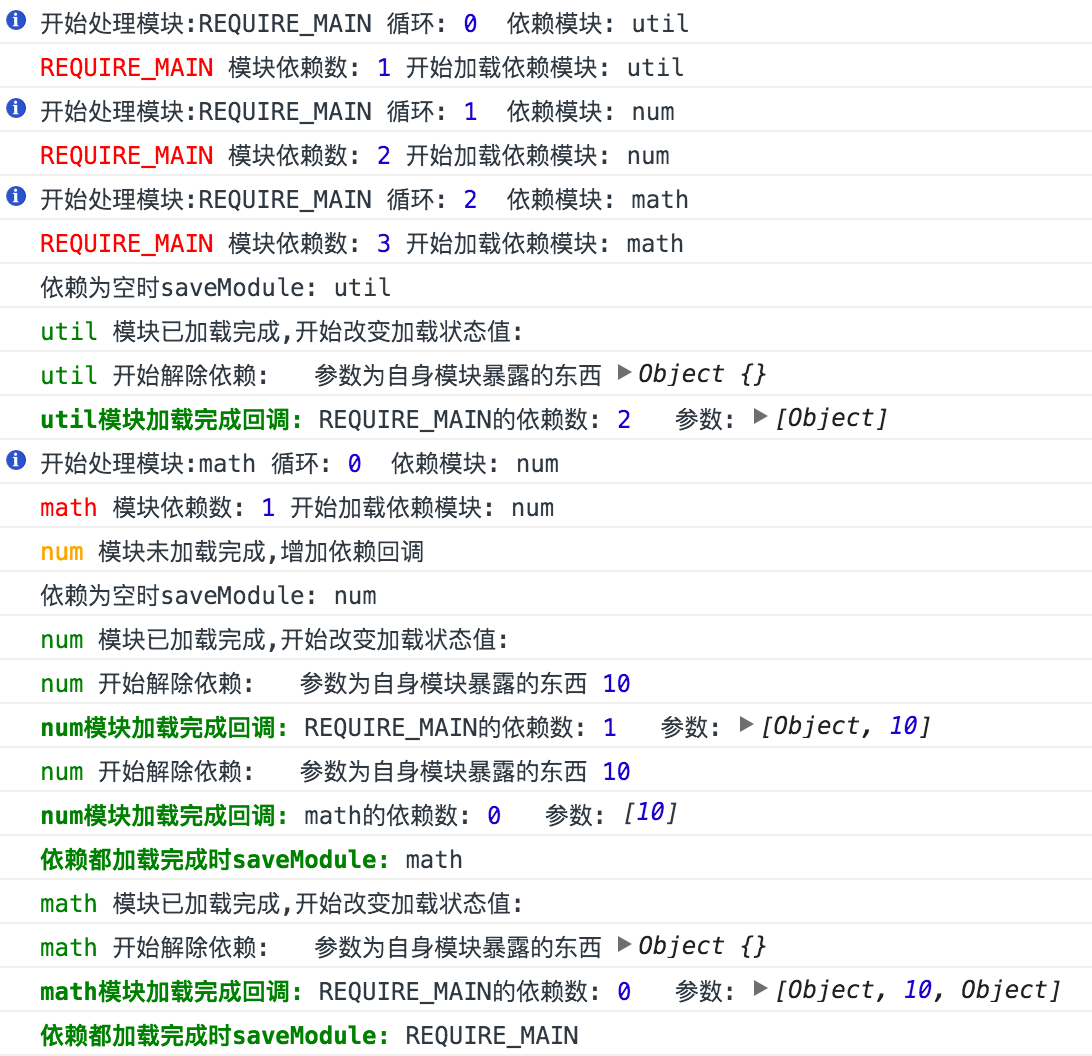 开始处理模块:REQUIRE_MAIN 循环: 0 依赖模块: util
REQUIRE_MAIN 模块依赖数: 1 开始加载依赖模块: util
开始处理模块:REQUIRE_MAIN 循环: 1 依赖模块: num
REQUIRE_MAIN 模块依赖数: 2 开始加载依赖模块: num
开始处理模块:REQUIRE_MAIN 循环: 2 依赖模块: math
REQUIRE_MAIN 模块依赖数: 3 开始加载依赖模块: math
依赖为空时saveModule: util
util 模块已加载完成,开始改变加载状态值:
util 开始解除依赖: 参数为自身模块暴露的东西 ▶Object {}
util模块加载完成回调: REQUIRE_MAIN的依赖数: 2 参数: ▶[Object]
开始处理模块:math 循环: 0 依赖模块: num
math 模块依赖数: 1 开始加载依赖模块: num
num 模块未加载完成,增加依赖回调
依赖为空时saveModule: num
num 模块已加载完成,开始改变加载状态值:
num 开始解除依赖: 参数为自身模块暴露的东西 10
num模块加载完成回调: REQUIRE_MAIN的依赖数: 1 参数: ▶[Object, 10]
num 开始解除依赖: 参数为自身模块暴露的东西 10
num模块加载完成回调: math的依赖数: 0 参数: [10]
依赖都加载完成时saveModule: math
math 模块已加载完成,开始改变加载状态值:
math 开始解除依赖: 参数为自身模块暴露的东西 ▶Object {}
math模块加载完成回调: REQUIRE_MAIN的依赖数: 0 参数: ▶[Object, 10, Object]
依赖都加载完成时saveModule: REQUIRE_MAIN